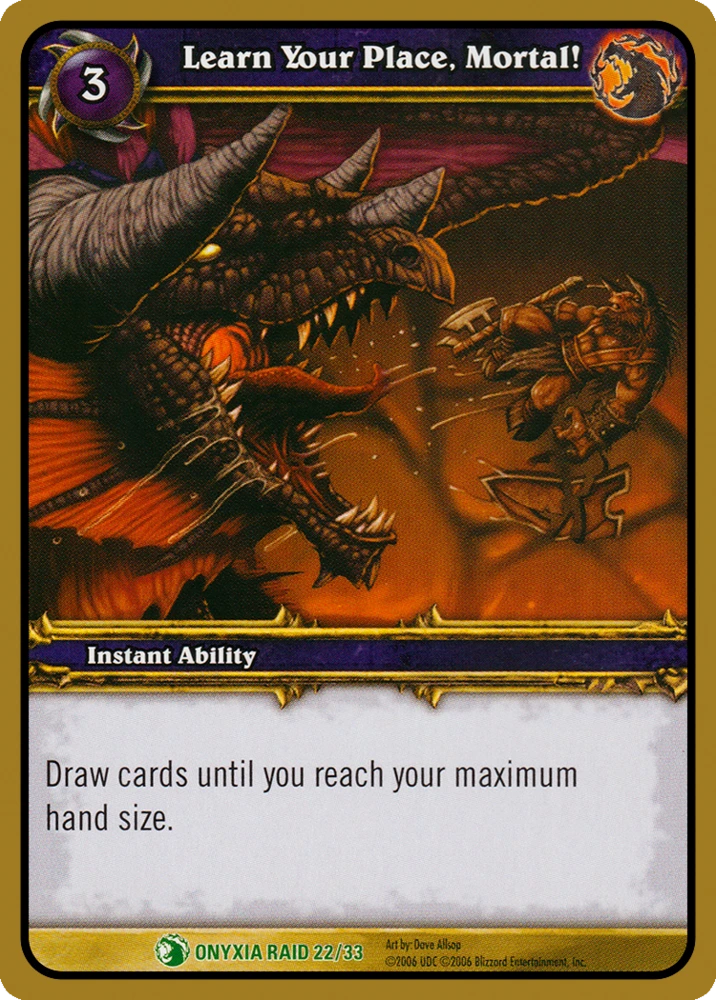 3
Learn Your Place, Mortal!
Instant Ability
Draw cards until you reach your maximum
hand size.
ONYXIA RAID 22/33
Art by: Dave Allsop
©2006 UDC ©2006 Blizzard Entertainment, Inc.